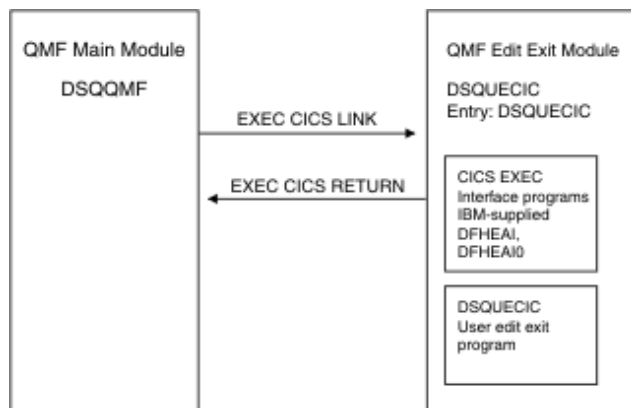 QMF Main Module
DSQQMF
EXEC CICS LINK
EXEC CICS RETURN
QMF Edit Exit Module
DSQUECIC
Entry: DSQUECIC
CICS EXEC
Interface programs
IBM-supplied
DFHEAI,
DFHEAI0
DSQUECIC
User edit exit
program